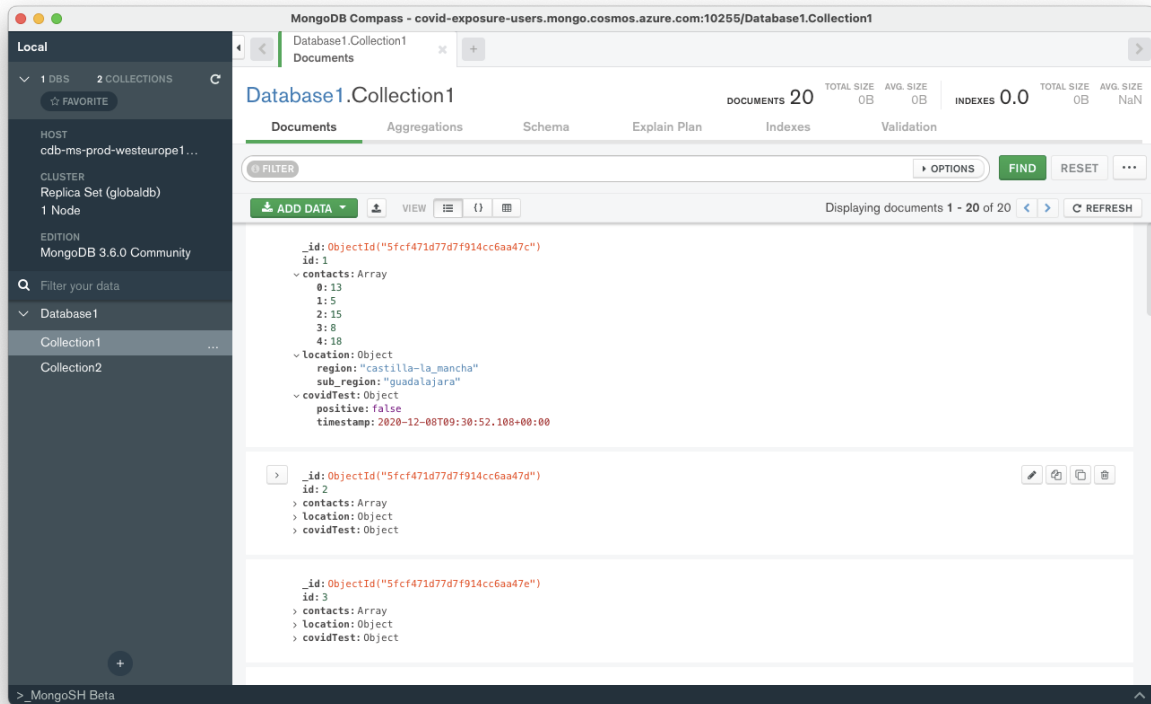 MongoDB Compass - covid-exposure-users.mongo.cosmos.azure.com:10255/Database1.Collection1
Local
1 DBS 2 COLLECTIONS
☆ FAVORITE
HOST
cdb-ms-prod-westeurope1...
CLUSTER
Replica Set (globaldb)
1 Node
EDITION
MongoDB 3.6.0 Community
Filter your data
Database1
Collection1 ...
Collection2
+
>_MongoSH Beta
Database1.Collection1
Documents
+
Database1.Collection1
DOCUMENTS 20
TOTAL SIZE AVG. SIZE
0B 0B
INDEXES 0.0
TOTAL SIZE AVG. SIZE
0B NaN
Documents Aggregations Schema Explain Plan Indexes Validation
FILTER
OPTIONS
FIND RESET ...
ADD DATA
VIEW {}
Displaying documents 1 - 20 of 20 < > REFRESH
_id: ObjectId("5fcf471d77d7f914cc6aa47c")
id: 1
contacts: Array
0: 13
1: 5
2: 15
3: 8
4: 18
location: Object
region: "castilla-la_mancha"
sub_region: "guadalajara"
covidTest: Object
positive: false
timestamp: 2020-12-08T09:30:52.108+00:00
_id: ObjectId("5fcf471d77d7f914cc6aa47d")
id: 2
contacts: Array
location: Object
covidTest: Object
_id: ObjectId("5fcf471d77d7f914cc6aa47e")
id: 3
contacts: Array
location: Object
covidTest: Object